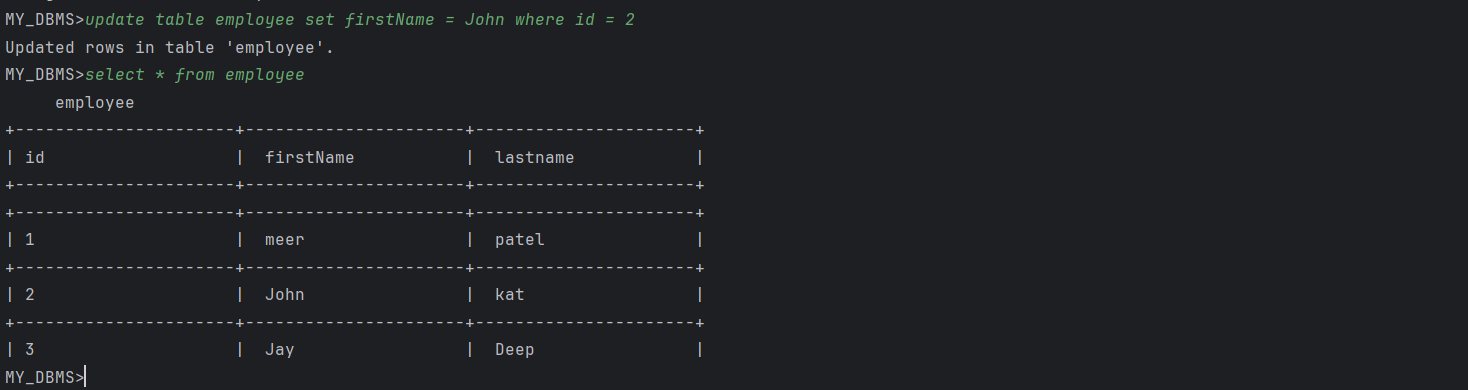 MY_DBMS>update table employee set firstName = John where id = 2
Updated rows in table 'employee'.
MY_DBMS>select * from employee
     employee
+----------------------+----------------------+----------------------+
| id                   |  firstName           |  lastname            |
+----------------------+----------------------+----------------------+
+----------------------+----------------------+----------------------+
| 1                    |  meer                |  patel               |
+----------------------+----------------------+----------------------+
| 2                    |  John                |  kat                 |
+----------------------+----------------------+----------------------+
| 3                    |  Jay                 |  Deep                |
MY_DBMS>